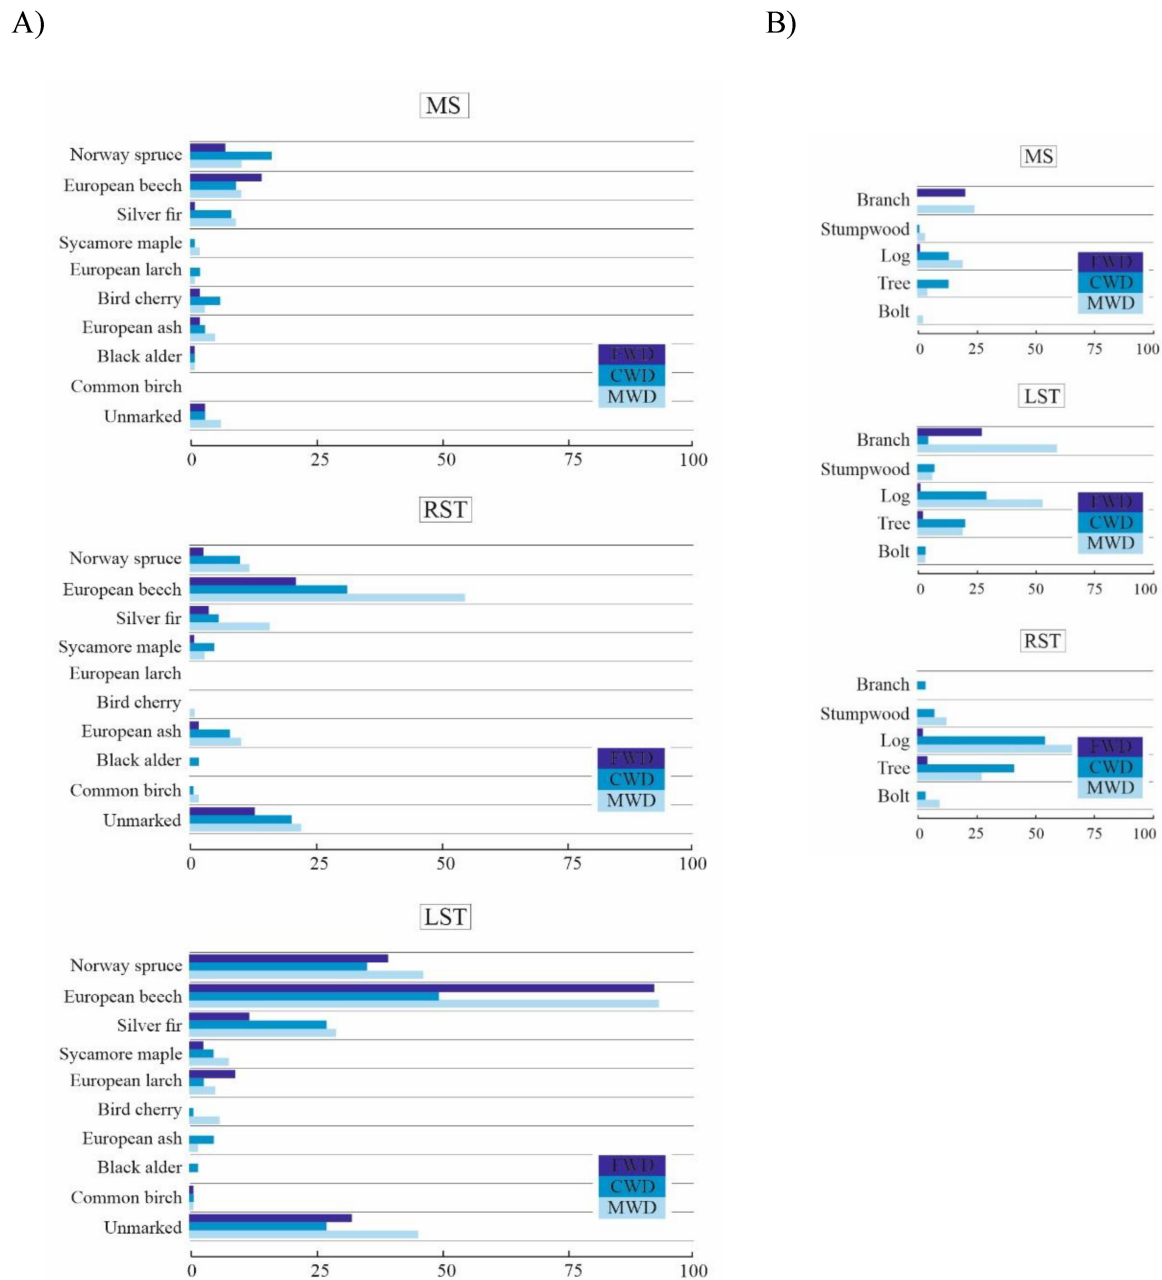 A)
MS
Norway spruce
European beech
Silver fir
Sycamore maple
European larch
Bird cherry
European ash
Black alder
Common birch
Unmarked
FWD
CWD
MWD
0 25 50 75 100
RST
Norway spruce
European beech
Silver fir
Sycamore maple
European larch
Bird cherry
European ash
Black alder
Common birch
Unmarked
FWD
CWD
MWD
0 25 50 75 100
LST
Norway spruce
European beech
Silver fir
Sycamore maple
European larch
Bird cherry
European ash
Black alder
Common birch
Unmarked
FWD
CWD
MWD
0 25 50 75 100
B)
MS
Branch
Stumpwood
Log
Tree
Bolt
FWD
CWD
MWD
0 25 50 75 100
LST
Branch
Stumpwood
Log
Tree
Bolt
FWD
CWD
MWD
0 25 50 75 100
RST
Branch
Stumpwood
Log
Tree
Bolt
FWD
CWD
MWD
0 25 50 75 100